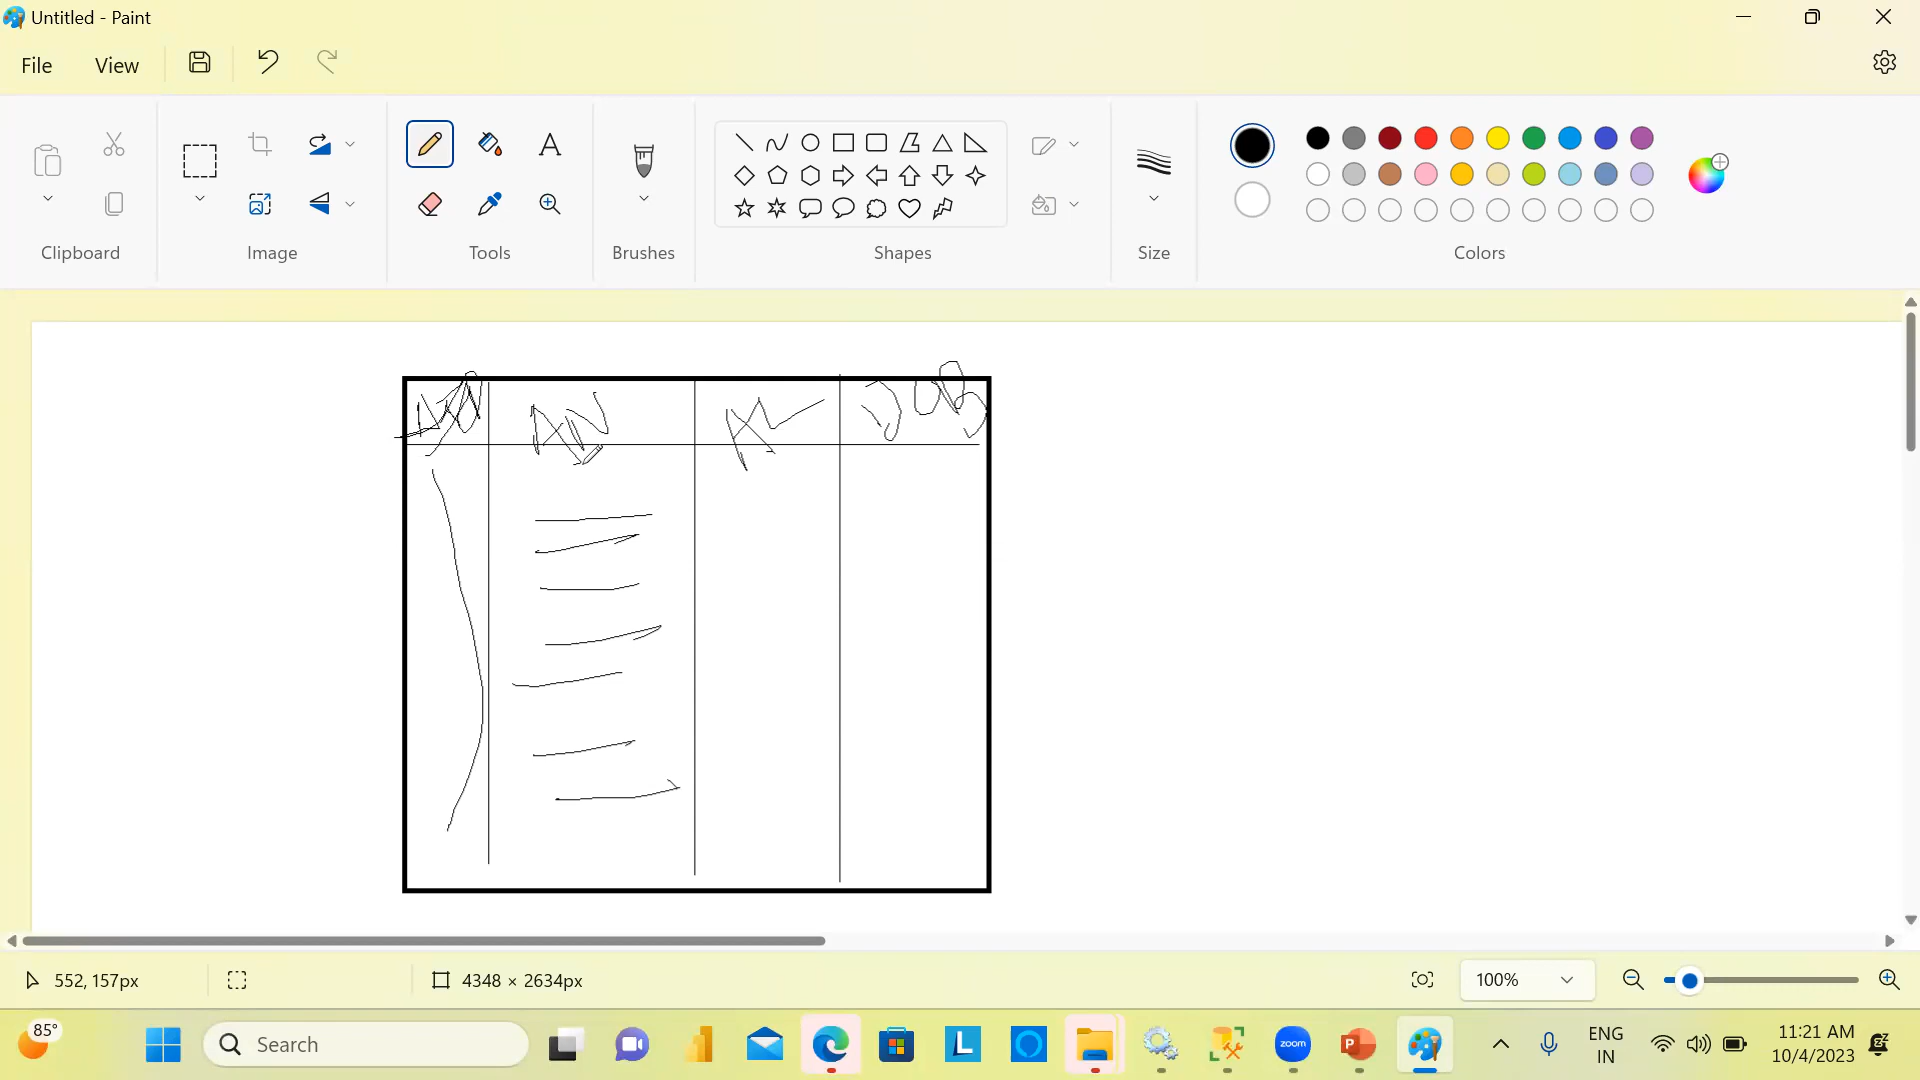 Untitled - Paint
File View
Clipboard Image Tools Brushes Shapes Size Colors
552, 157px 4348 × 2634px 100%
85° Search zoom ENG 11:21 AM
IN 10/4/2023